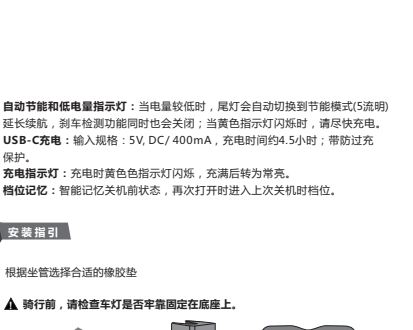 自动节能和低电量指示灯：当电量较低时，尾灯会自动切换到节能模式(5流明)
延长续航，刹车检测功能同时也会关闭；当黄色指示灯闪烁时，请尽快充电。
USB-C充电：输入规格：5V, DC/ 400mA，充电时间约4.5小时；带防过充
保护。
充电指示灯：充电时黄色色指示灯闪烁，充满后转为常亮。
档位记忆：智能记忆关机前状态，再次打开时进入上次关机时档位。
安装指引
根据坐管选择合适的橡胶垫
骑行前，请检查车灯是否牢靠固定在底座上。